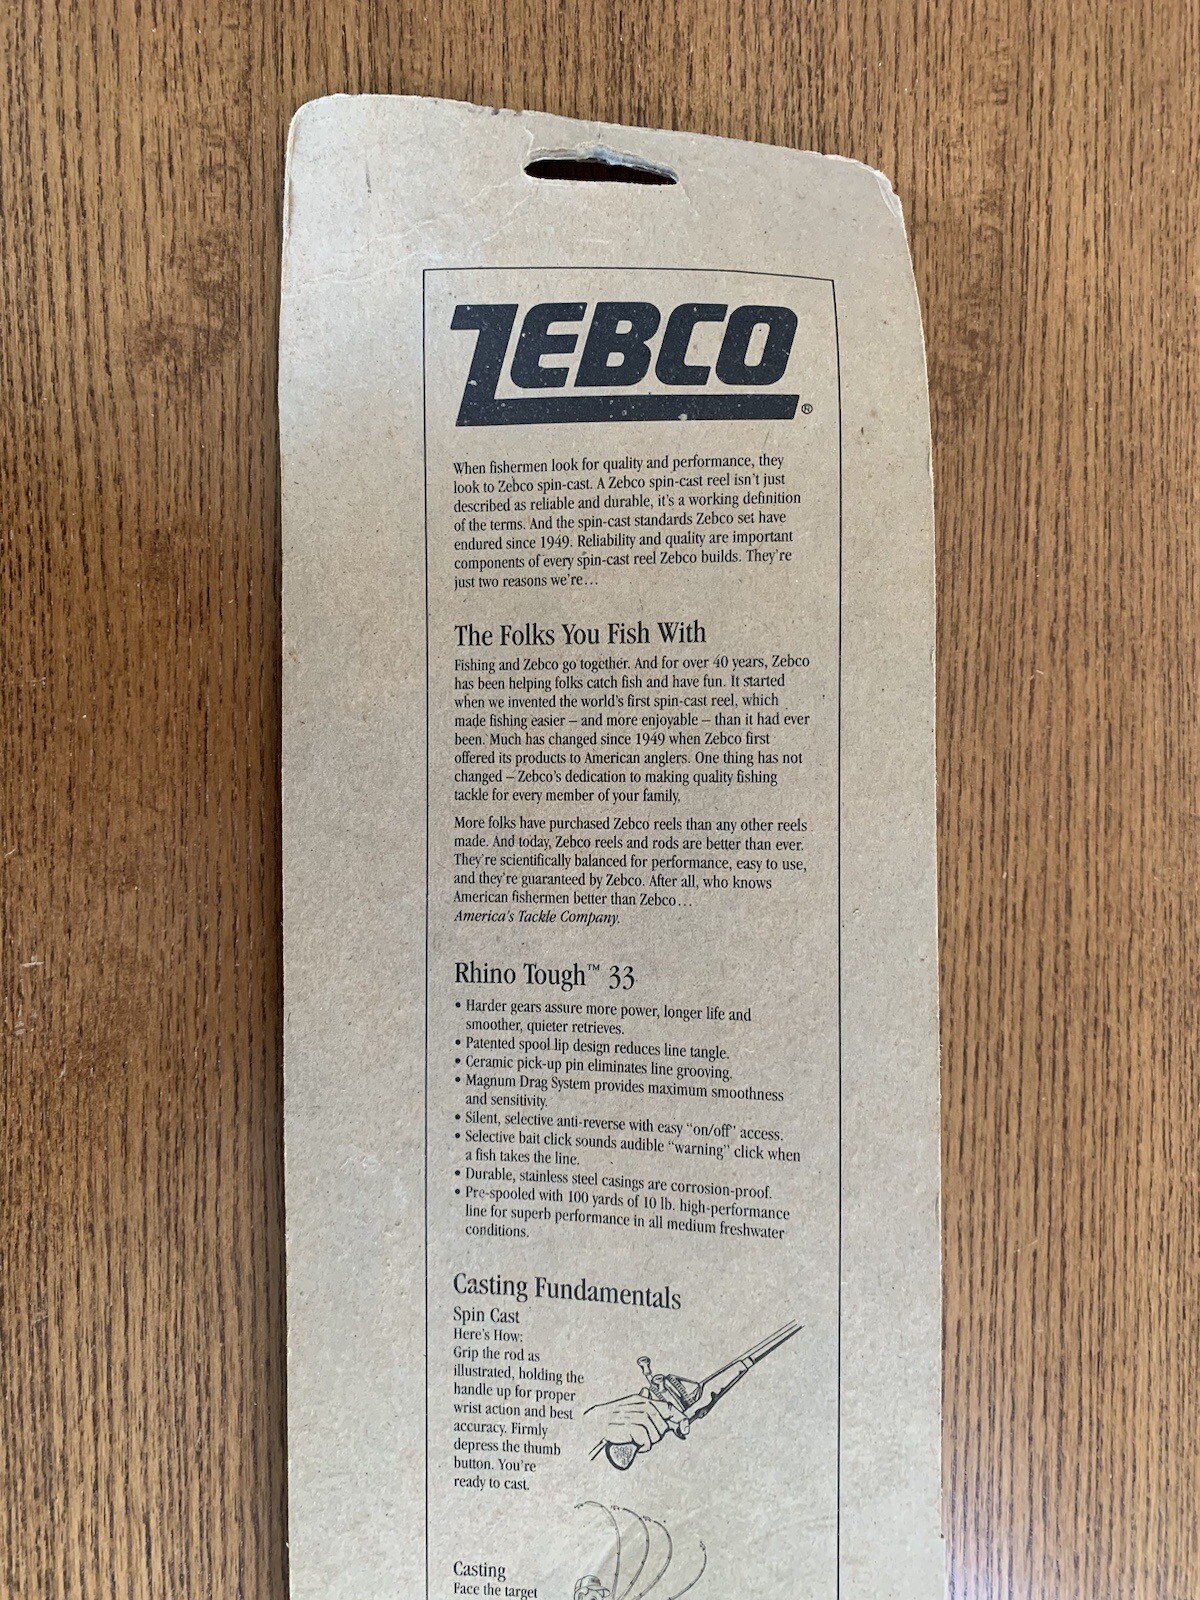 ZEBCO®
When fishermen look for quality and performance, they
look to Zebco spin-cast. A Zebco spin-cast reel isn't just
described as reliable and durable, it's a working definition
of the terms. And the spin-cast standards Zebco set have
endured since 1949. Reliability and quality are important
components of every spin-cast reel Zebco builds. They're
just two reasons we're...
The Folks You Fish With
Fishing and Zebco go together. And for over 40 years, Zebco
has been helping folks catch fish and have fun. It started
when we invented the world's first spin-cast reel, which
made fishing easier – and more enjoyable – than it had ever
been. Much has changed since 1949 when Zebco first
offered its products to American anglers. One thing has not
changed – Zebco's dedication to making quality fishing
tackle for every member of your family.
More folks have purchased Zebco reels than any other reels
made. And today, Zebco reels and rods are better than ever.
They're scientifically balanced for performance, easy to use,
and they're guaranteed by Zebco. After all, who knows
American fishermen better than Zebco...
America's Tackle Company.
Rhino Tough™ 33
• Harder gears assure more power, longer life and
smoother, quieter retrieves.
• Patented spool lip design reduces line tangle.
• Ceramic pick-up pin eliminates line grooving.
• Magnum Drag System provides maximum smoothness
and sensitivity.
• Silent, selective anti-reverse with easy "on/off" access.
• Selective bait click sounds audible "warning" click when
a fish takes the line.
• Durable, stainless steel casings are corrosion-proof.
• Pre-spooled with 100 yards of 10 lb. high-performance
line for superb performance in all medium freshwater
conditions.
Casting Fundamentals
Spin Cast
Here's How:
Grip the rod as
illustrated, holding the
handle up for proper
wrist action and best
accuracy. Firmly
depress the thumb
button. You're
ready to cast.
Casting
Face the target